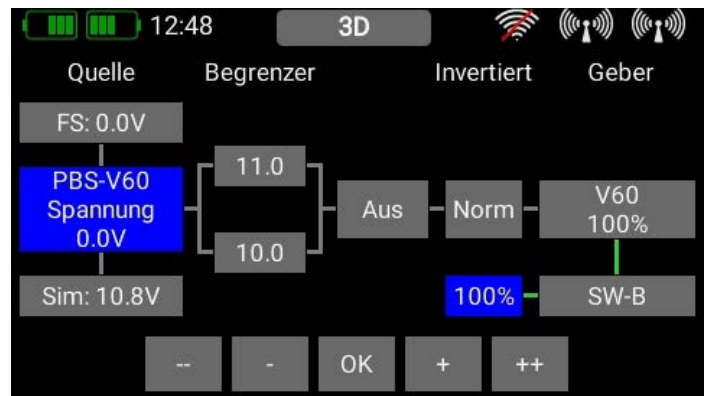 12:48
3D
Quelle
Begrenzer
Invertiert
Geber
FS: 0.0V
PBS-V60
Spannung
0.0V
Sim: 10.8V
11.0
10.0
Aus
Norm
V60
100%
100%
SW-B
--
-
OK
+
++